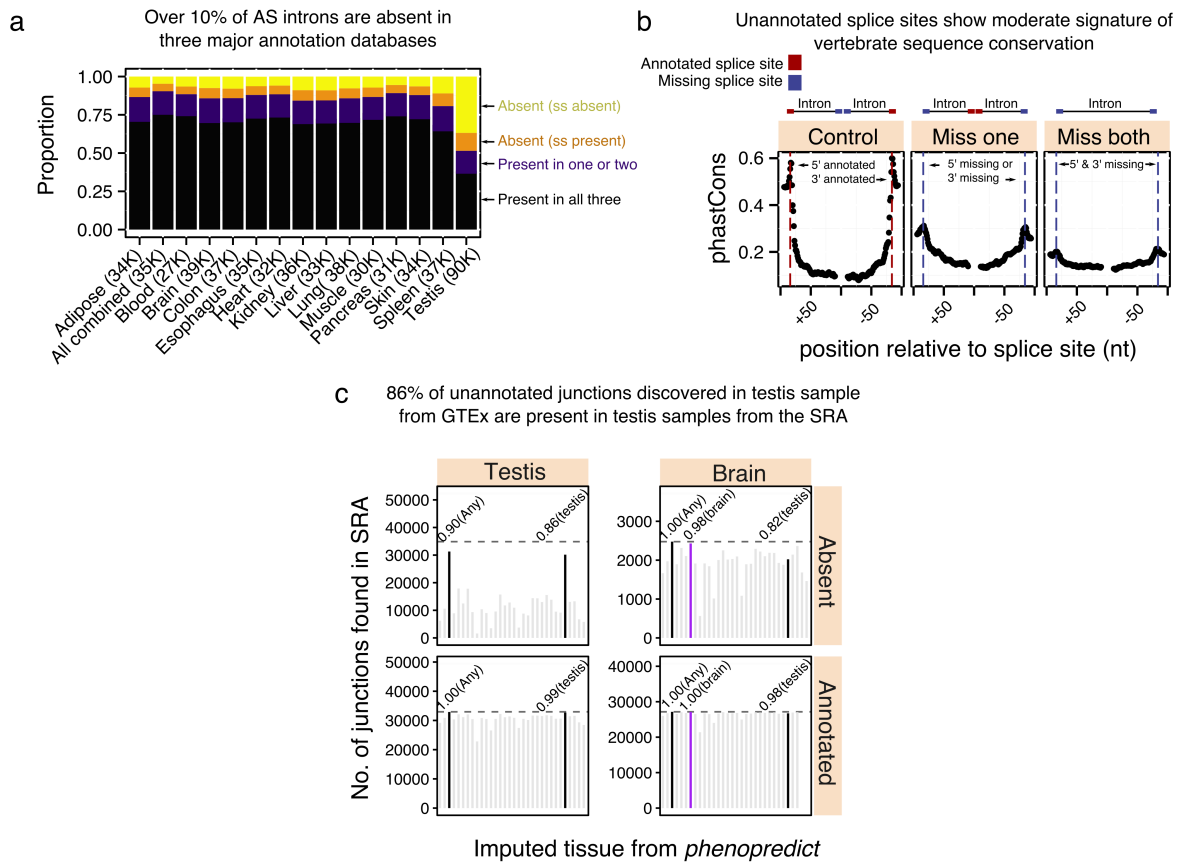 a
Over 10% of AS introns are absent in
three major annotation databases
Proportion
1.00
0.75
0.50
0.25
0.00
Absent (ss absent)
Absent (ss present)
Present in one or two
Present in all three
Adipose (34K)
All combined (35K)
Blood (27K)
Brain (39K)
Colon (37K)
Esophagus (35K)
Heart (32K)
Kidney (36K)
Liver (33K)
Lung( 38K)
Muscle (30K)
Pancreas (31K)
Skin (34K)
Spleen (37K)
Testis (90K)
b
Unannotated splice sites show moderate signature of
vertebrate sequence conservation
Annotated splice site
Missing splice site
Intron Intron Intron Intron Intron
Control Miss one Miss both
phastCons
0.6
0.4
0.2
5' annotated
3' annotated
5' missing or
3' missing
5' & 3' missing
+50 -50 +50 -50 +50 -50
position relative to splice site (nt)
c
86% of unannotated junctions discovered in testis sample
from GTEx are present in testis samples from the SRA
Testis Brain
No. of junctions found in SRA
50000
40000
30000
20000
10000
0
0.90(Any)
0.86(testis)
3000
2000
1000
0
1.00(Any)
0.98(brain)
0.82(testis)
Absent
50000
40000
30000
20000
10000
0
1.00(Any)
0.99(testis)
40000
30000
20000
10000
0
1.00(Any)
1.00(brain)
0.98(testis)
Annotated
Imputed tissue from phenopredict